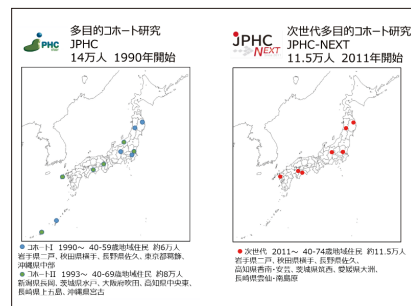 JPHC
多目的コホート研究
JPHC
14万人 1990年開始
コホートI 1990～ 40-59歳地域住民 約6万人
岩手県二戸、秋田県横手、長野県佐久、東京都葛飾、
沖縄県中部
コホートII 1993～ 40-69歳地域住民 約8万人
新潟県長岡、茨城県水戸、大阪府吹田、高知県中央東、
長崎県上五島、沖縄県宮古
JPHC
NEXT
次世代多目的コホート研究
JPHC-NEXT
11.5万人 2011年開始
次世代 2011～ 40-74歳地域住民 約11.5万人
岩手県二戸、秋田県横手、長野県佐久、
高知県香南・安芸、茨城県筑西、愛媛県大洲、
長崎県雲仙・南島原